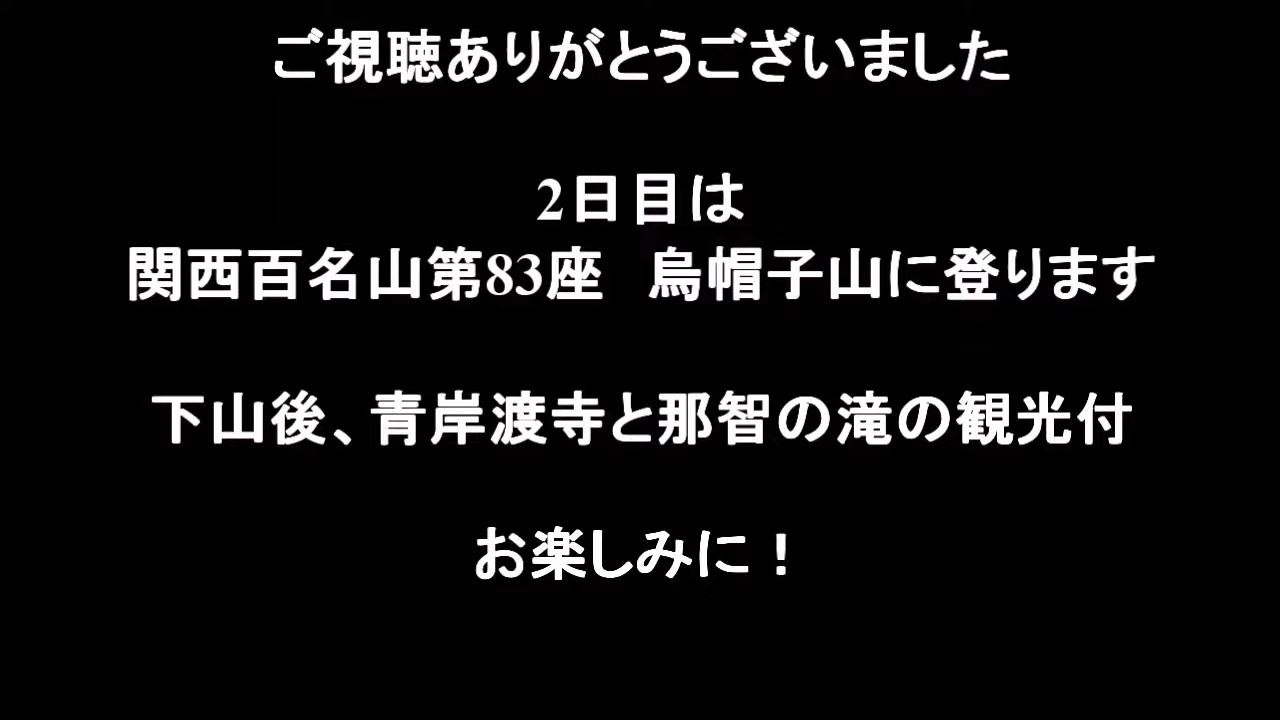 ご視聴ありがとうございました
2日目は
関西百名山第83座　烏帽子山に登ります
下山後、青岸渡寺と那智の滝の観光付
お楽しみに！